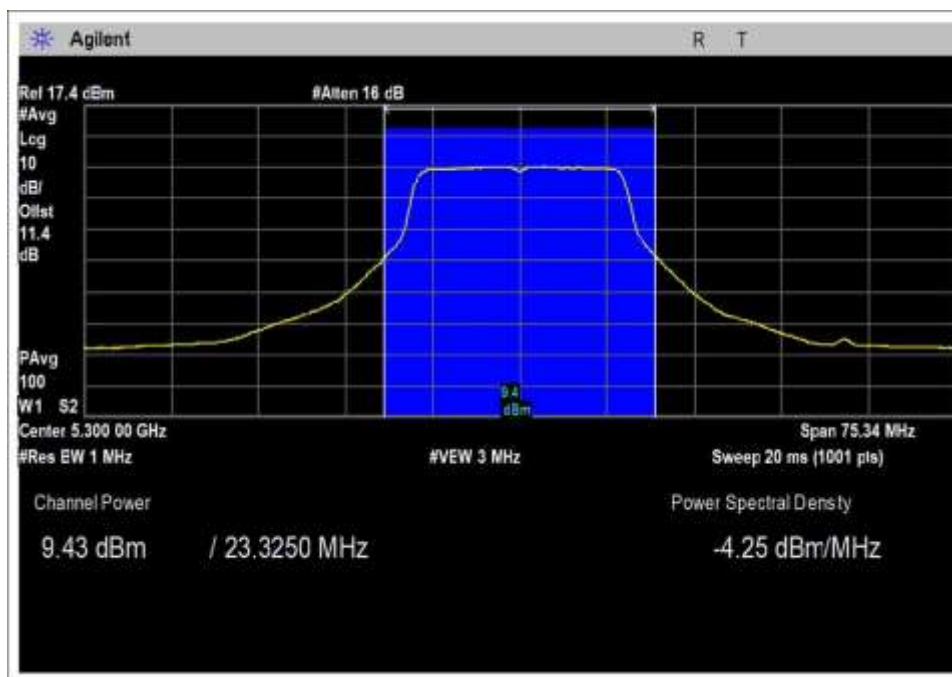 Agilent R T
Ref 17.4 dBm #Atten 16 dB
#Avg
Log
10
dB/
Offst
11.4
dB
PAvg
100
W1 S2
9.4
dBm
Center 5.300 00 GHz Span 75.34 MHz
#Res BW 1 MHz #VBW 3 MHz Sweep 20 ms (1001 pts)
Channel Power Power Spectral Density
9.43 dBm / 23.3250 MHz -4.25 dBm/MHz